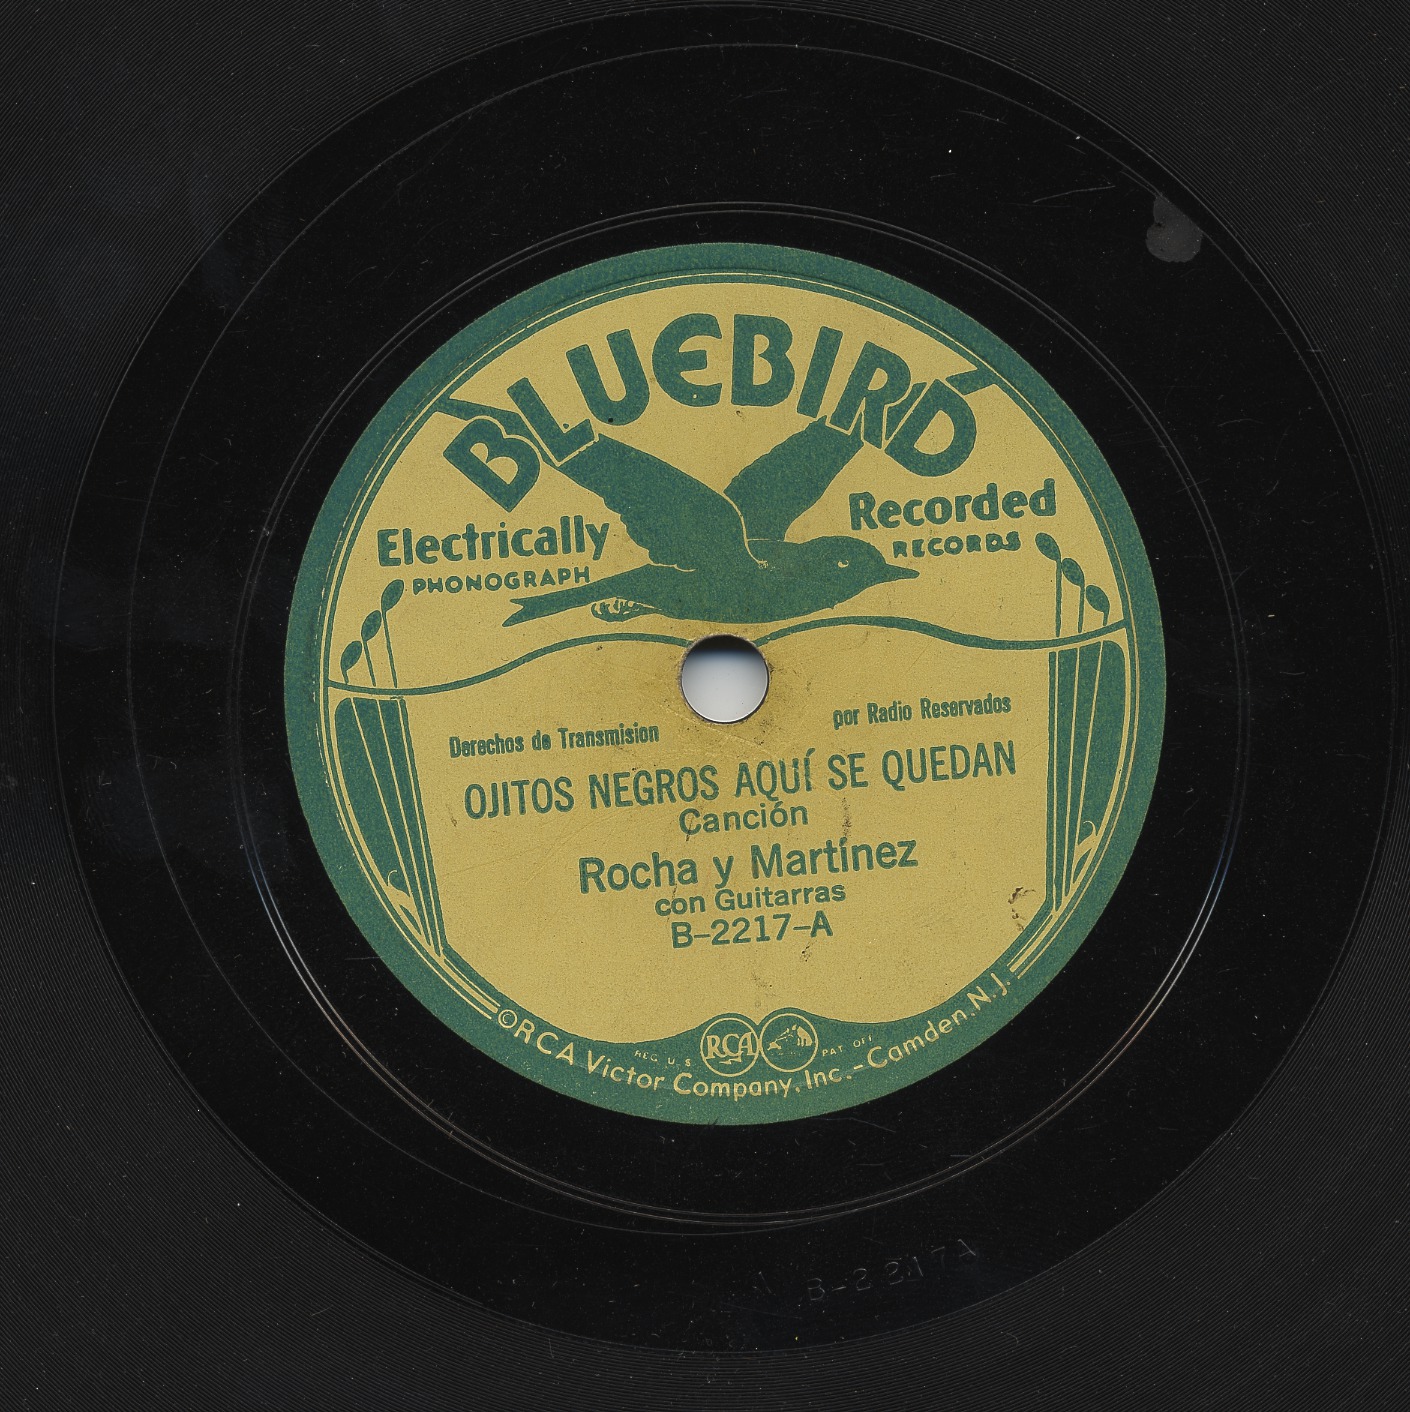 BLUEBIRD
Electrically Recorded
PHONOGRAPH RECORDS
Derechos de Transmision por Radio Reservados
OJITOS NEGROS AQUÍ SE QUEDAN
Canción
Rocha y Martínez
con Guitarras
B–2217–A
REG. U. S. RCA PAT OFF
©RCA Victor Company, Inc.–Camden, N.J.
B-2217A